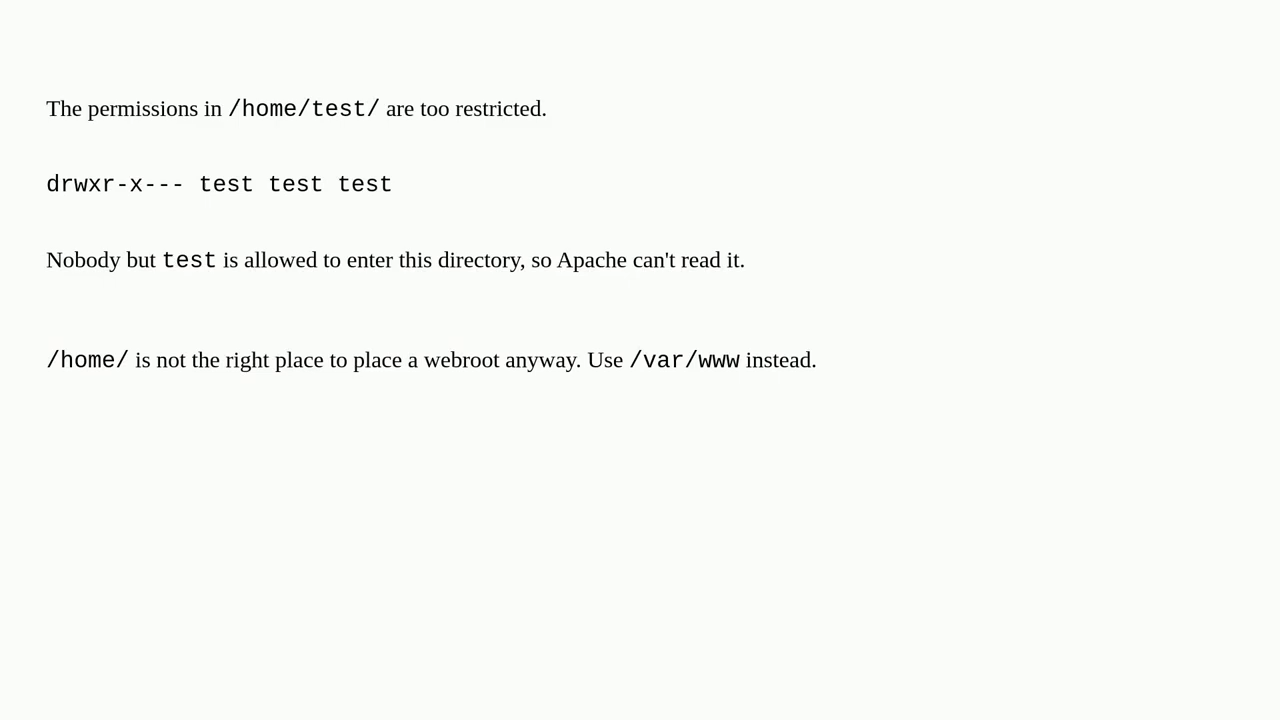 The permissions in /home/test/ are too restricted.
drwxr-x--- test test test
Nobody but test is allowed to enter this directory, so Apache can't read it.
/home/ is not the right place to place a webroot anyway. Use /var/www instead.